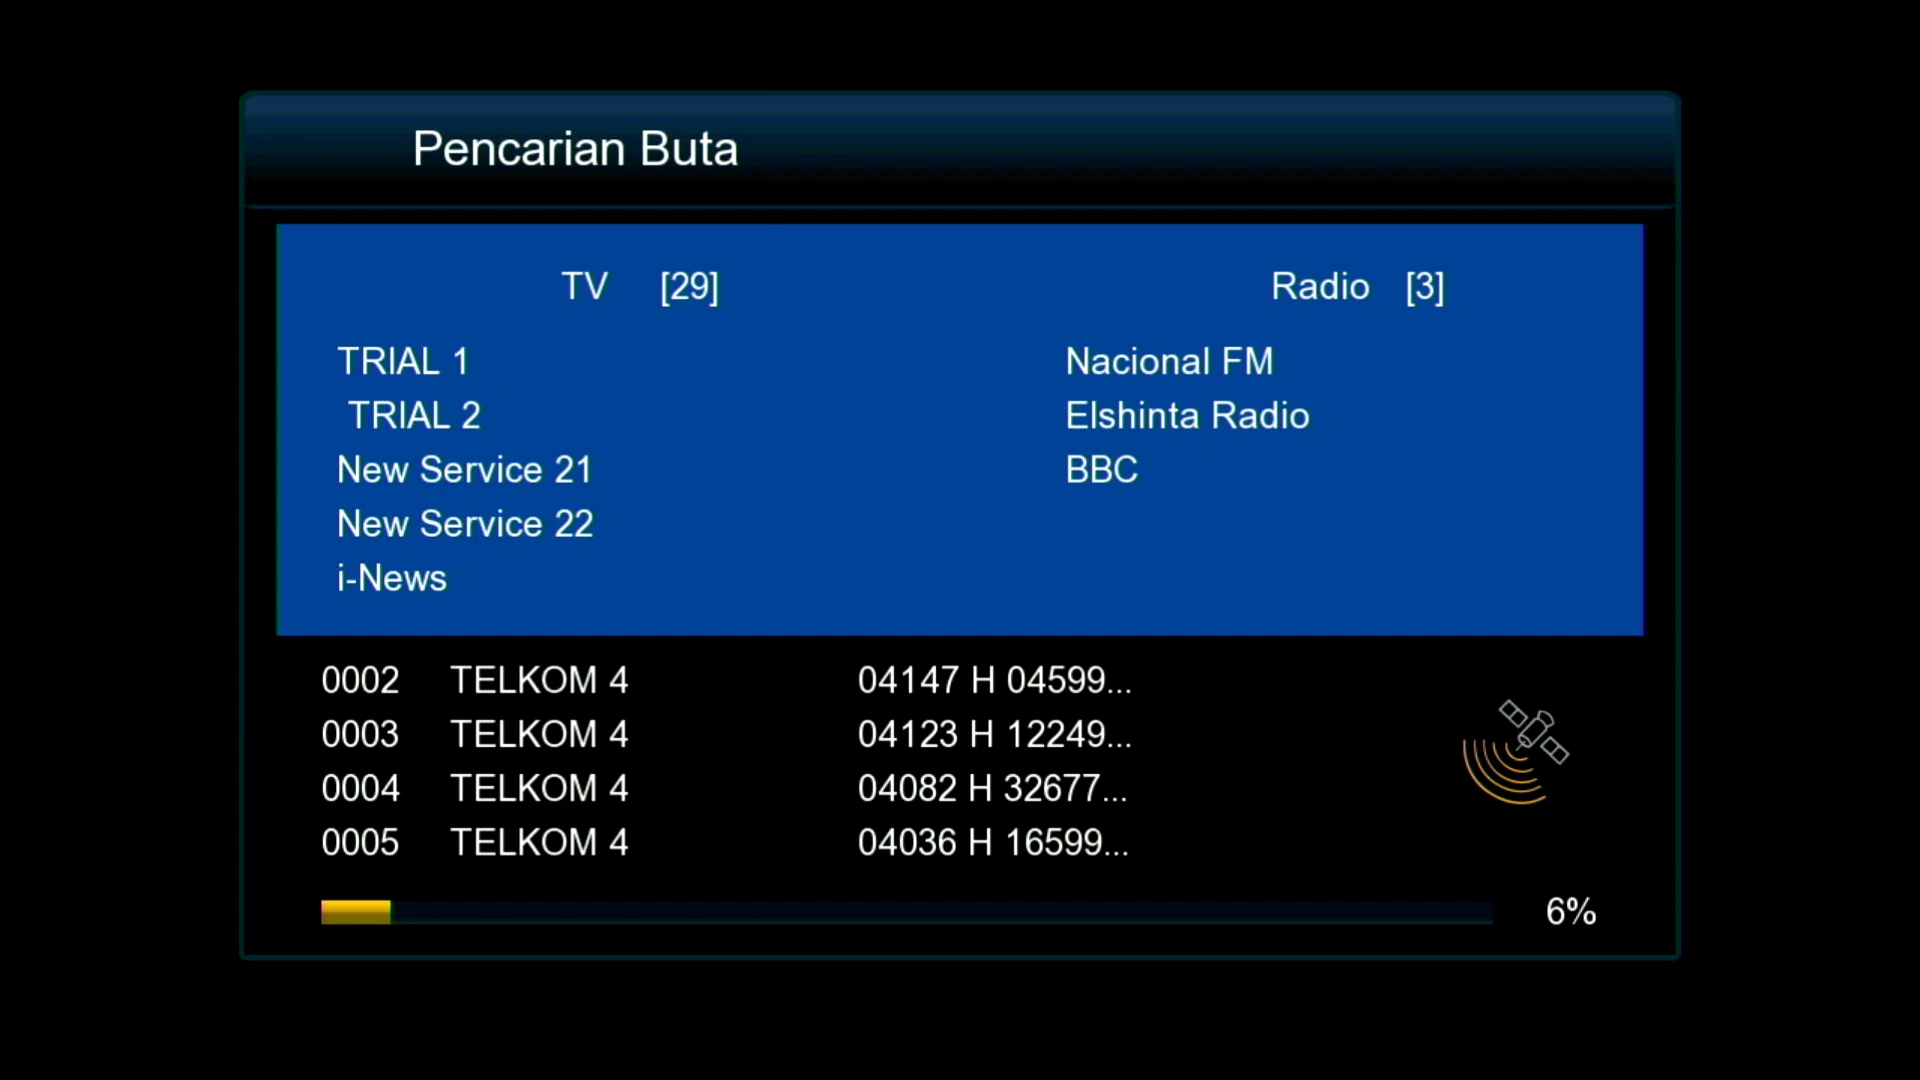 Pencarian Buta
TV [29]
Radio [3]
TRIAL 1
TRIAL 2
New Service 21
New Service 22
i-News
Nacional FM
Elshinta Radio
BBC
0002 TELKOM 4 04147 H 04599...
0003 TELKOM 4 04123 H 12249...
0004 TELKOM 4 04082 H 32677...
0005 TELKOM 4 04036 H 16599...
6%